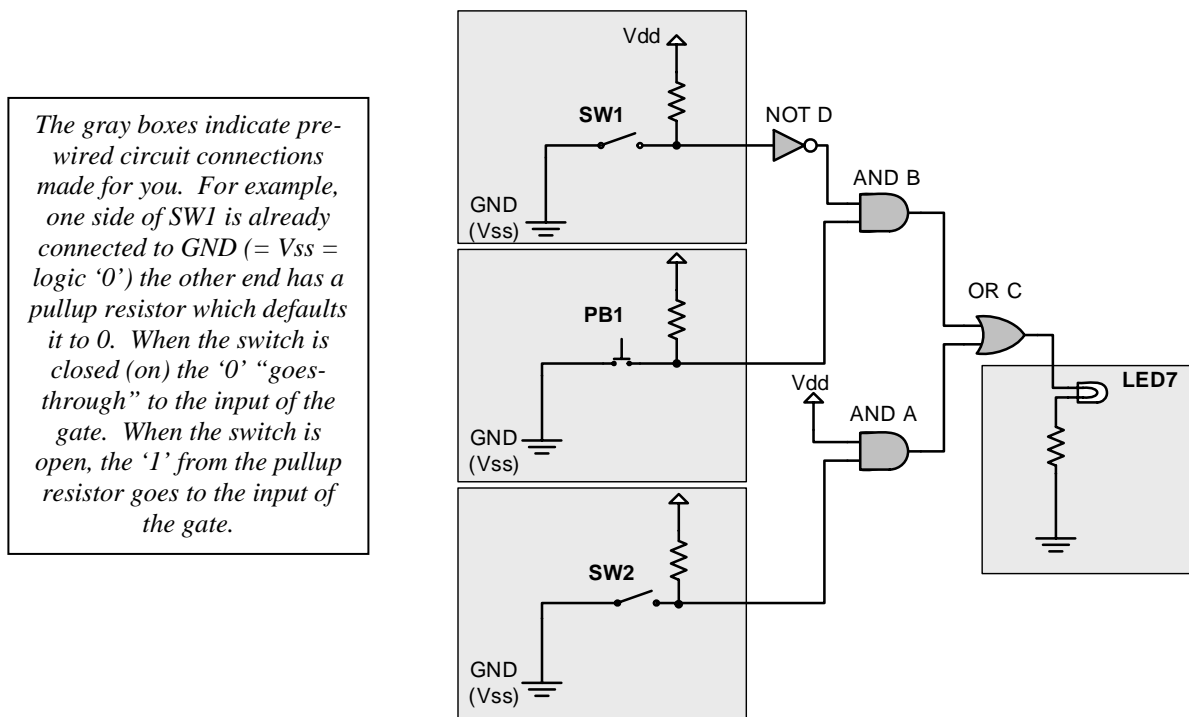 The gray boxes indicate pre-
wired circuit connections
made for you. For example,
one side of SW1 is already
connected to GND (= Vss =
logic ‘0’) the other end has a
pullup resistor which defaults
it to 0. When the switch is
closed (on) the ‘0’ “goes-
through” to the input of the
gate. When the switch is
open, the ‘1’ from the pullup
resistor goes to the input of
the gate.
Vdd
SW1
NOT D
GND
(Vss)
AND B
PB1
OR C
GND
(Vss)
Vdd
AND A
LED7
SW2
GND
(Vss)